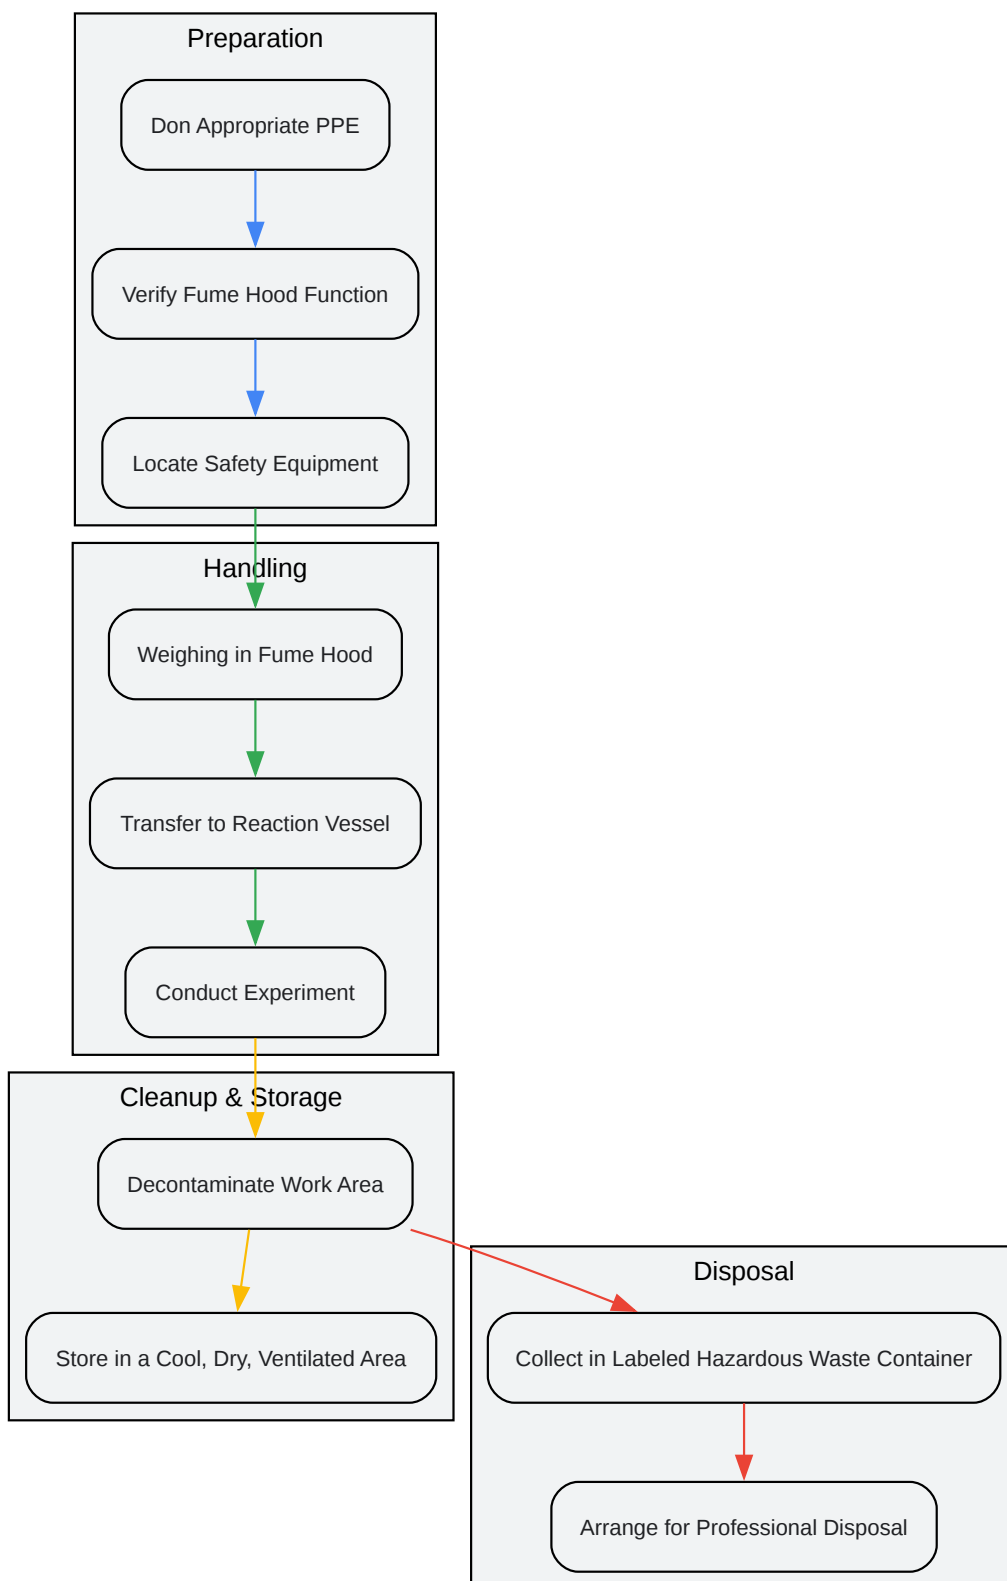 Preparation
Don Appropriate PPE
Verify Fume Hood Function
Locate Safety Equipment
Handling
Weighing in Fume Hood
Transfer to Reaction Vessel
Conduct Experiment
Cleanup & Storage
Decontaminate Work Area
Store in a Cool, Dry, Ventilated Area
Disposal
Collect in Labeled Hazardous Waste Container
Arrange for Professional Disposal